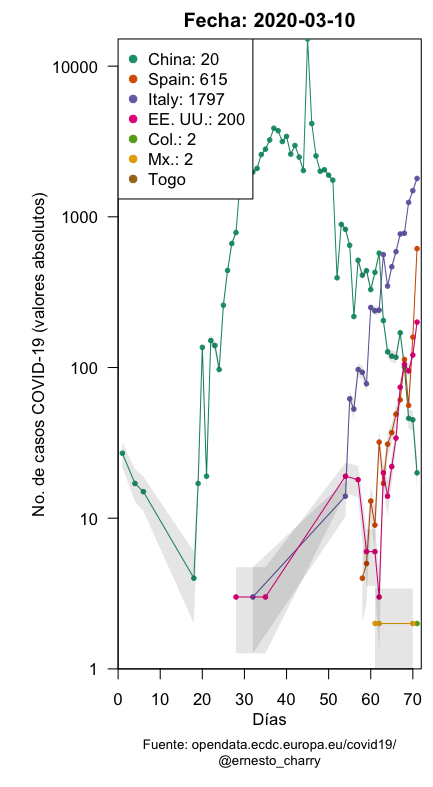 Fecha: 2020-03-10
China: 20
Spain: 615
Italy: 1797
EE. UU.: 200
Col.: 2
Mx.: 2
Togo
No. de casos COVID-19 (valores absolutos)
10000
1000
100
10
1
0 10 20 30 40 50 60 70
Días
Fuente: opendata.ecdc.europa.eu/covid19/
@ernesto_charry